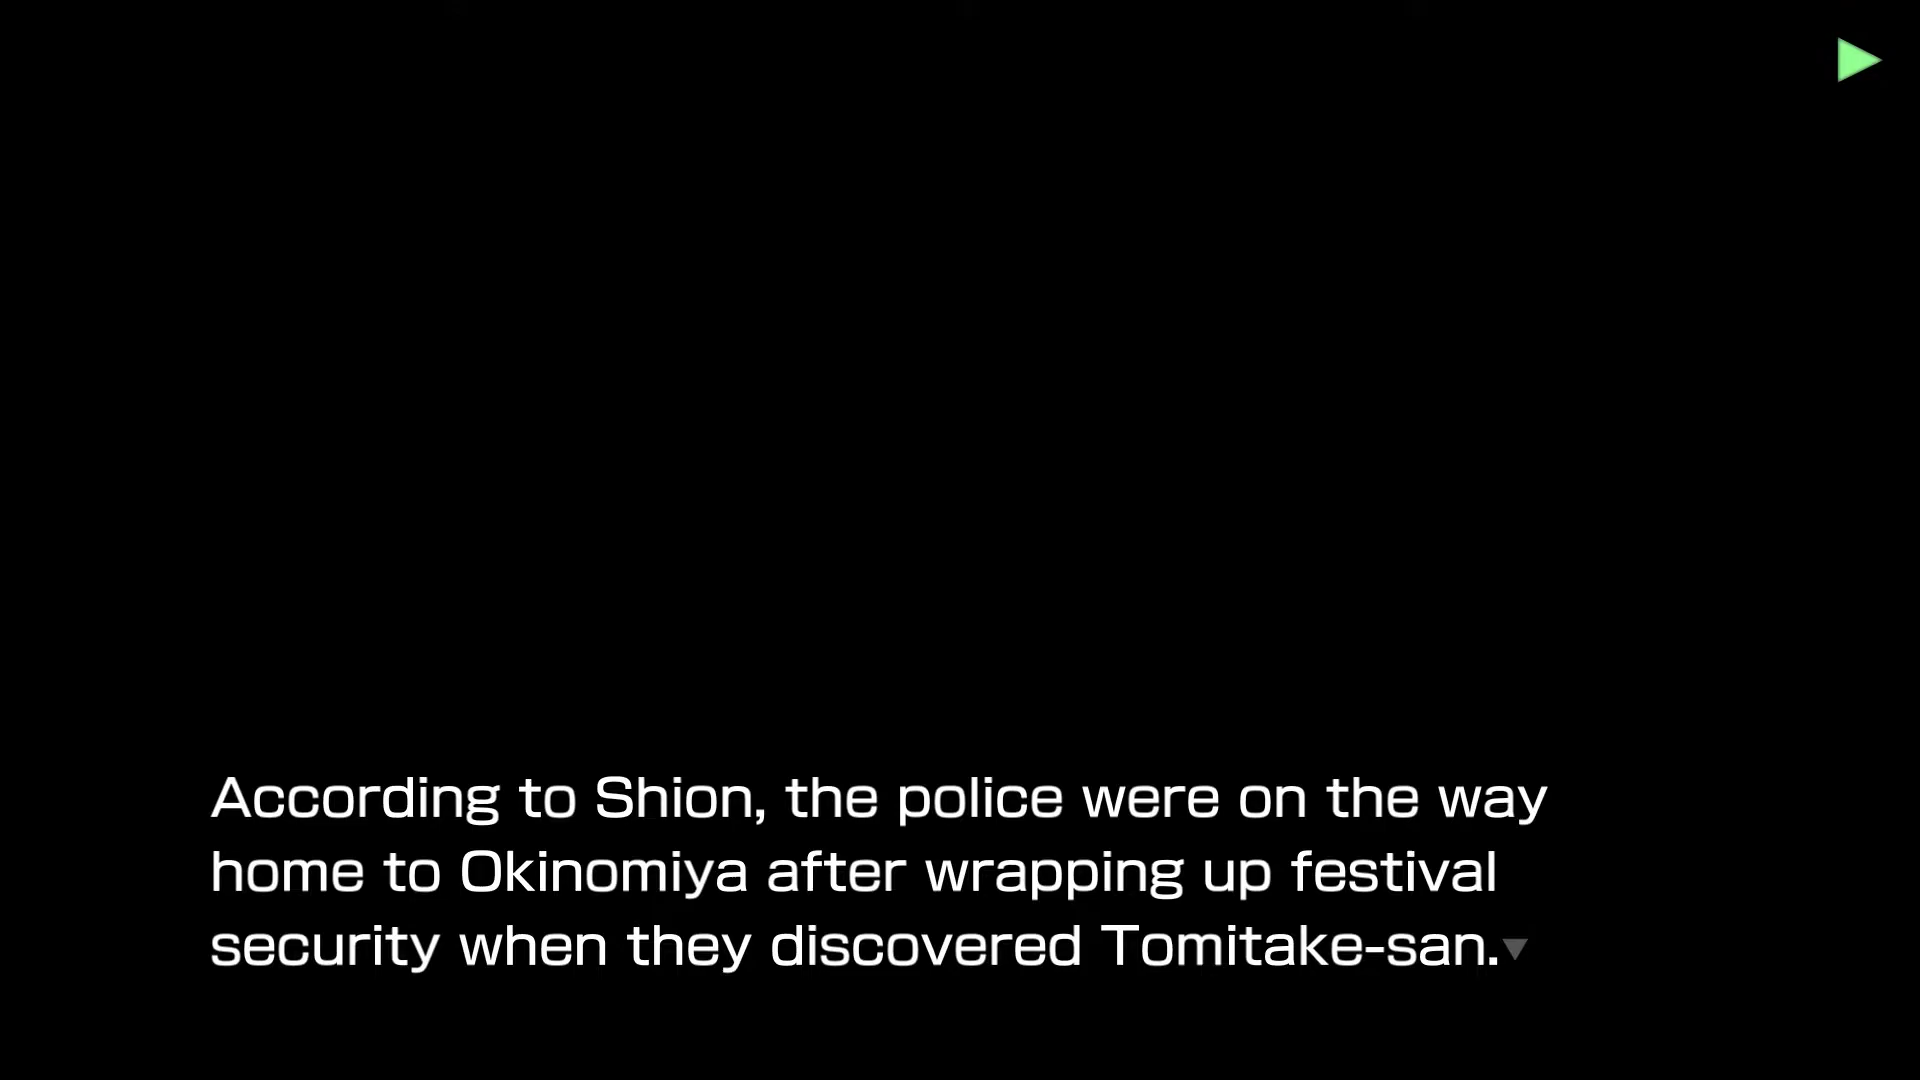 According to Shion, the police were on the way
home to Okinomiya after wrapping up festival
security when they discovered Tomitake-san.